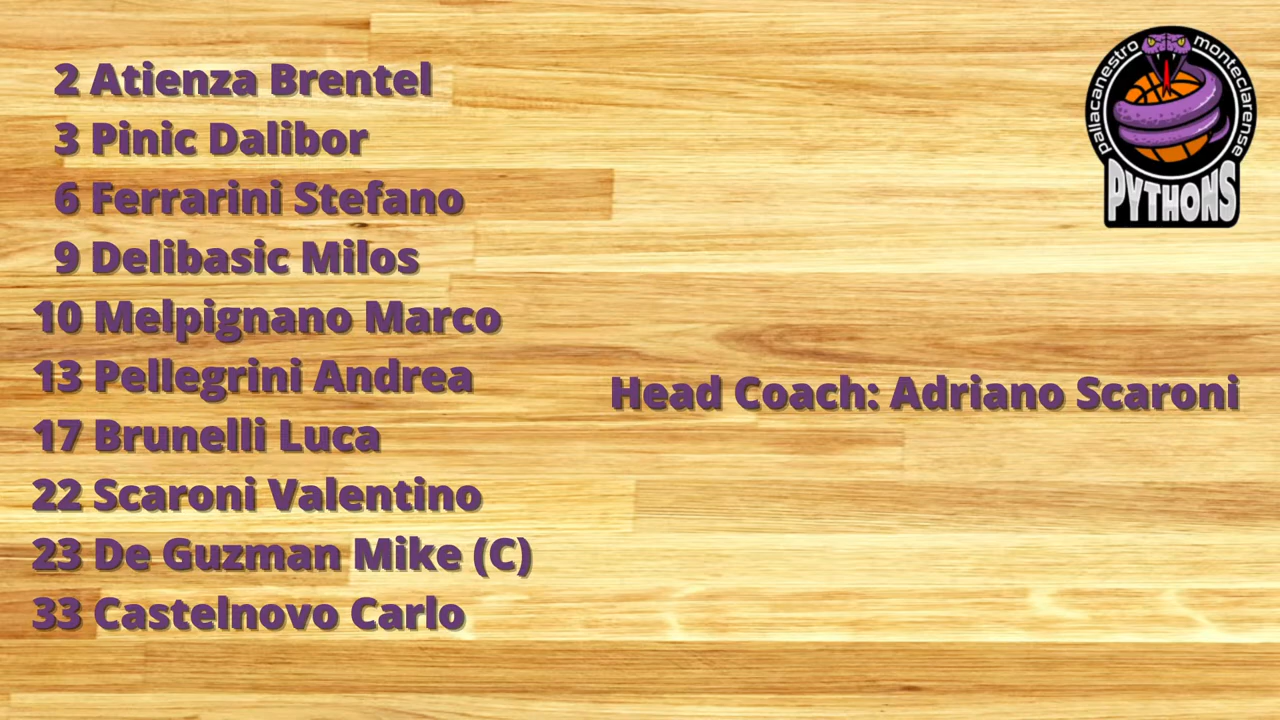 2 Atienza Brentel
3 Pinic Dalibor
6 Ferrarini Stefano
9 Delibasic Milos
10 Melpignano Marco
13 Pellegrini Andrea
17 Brunelli Luca
22 Scaroni Valentino
23 De Guzman Mike (C)
33 Castelnovo Carlo
Head Coach: Adriano Scaroni
pallacanestro monteclarense
PYTHONS